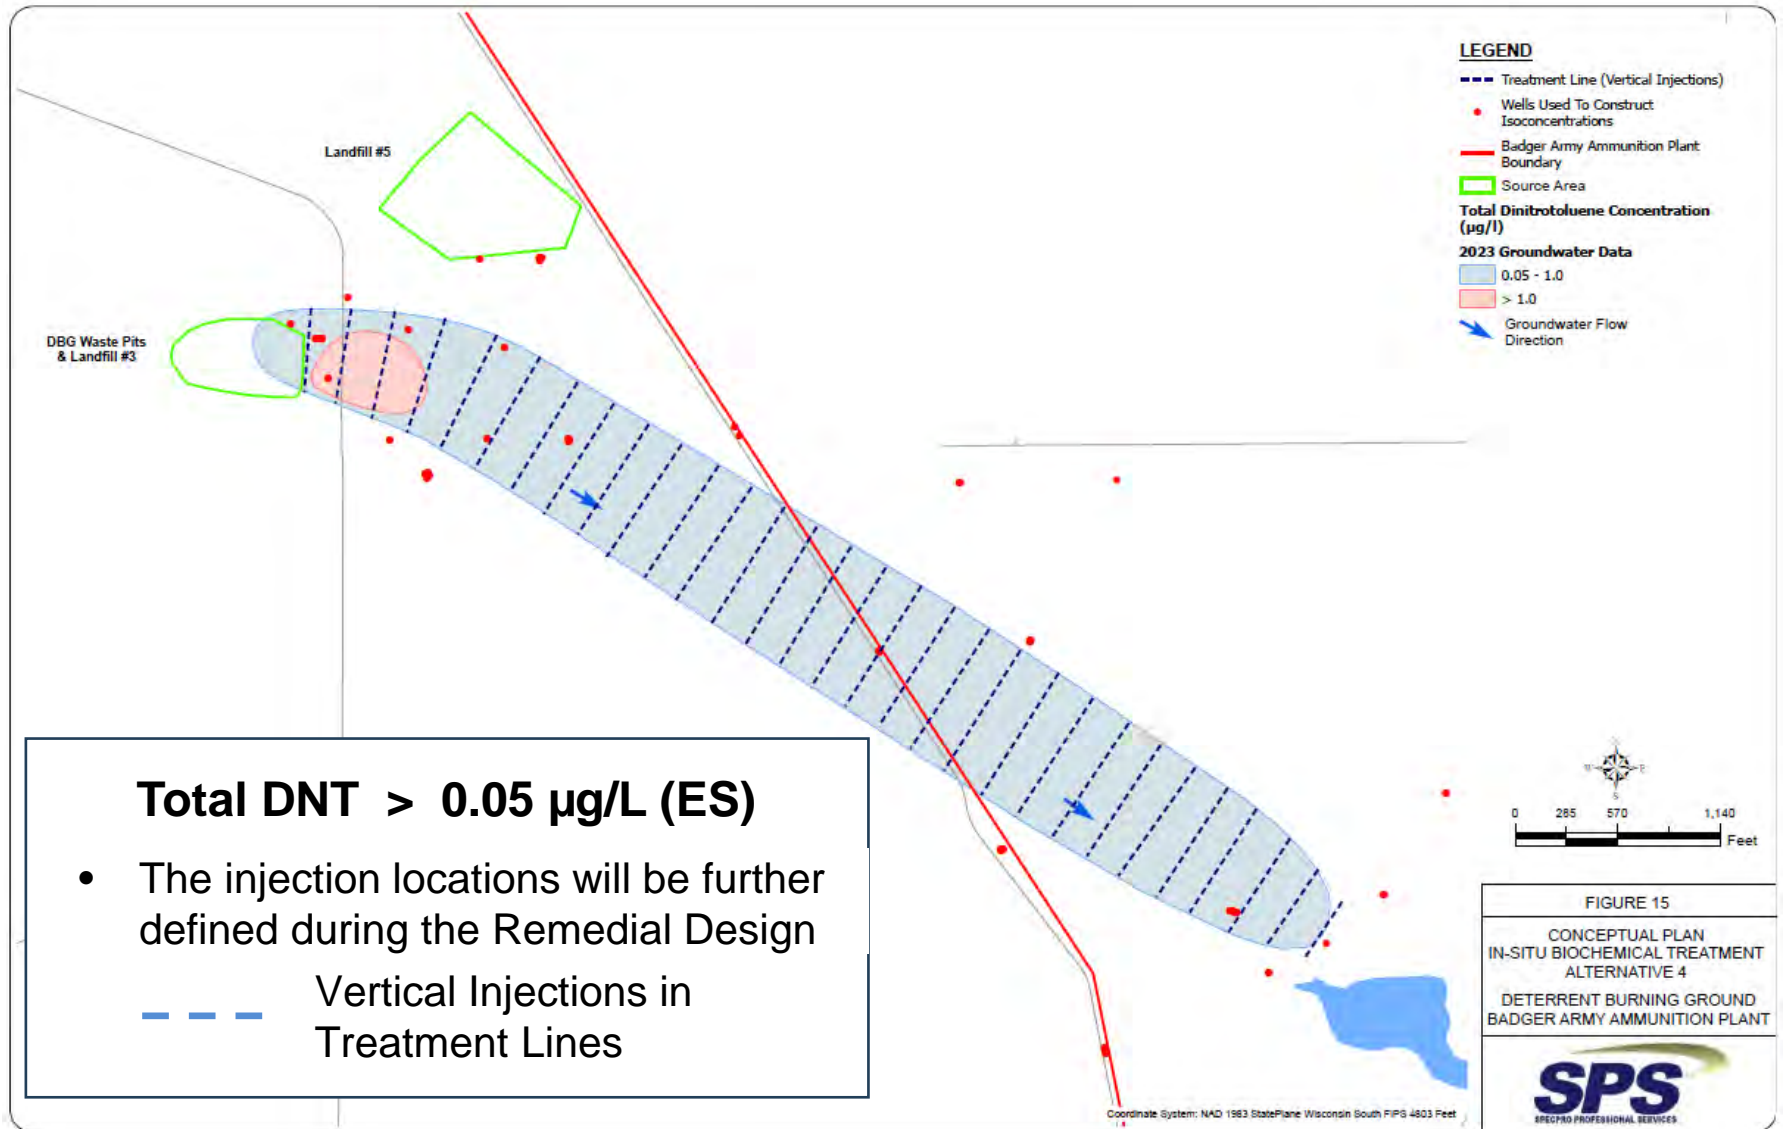 LEGEND
Treatment Line (Vertical Injections)
Wells Used To Construct
Isoconcentrations
Badger Army Ammunition Plant
Boundary
Source Area
Total Dinitrotoluene Concentration
(µg/l)
2023 Groundwater Data
0.05 - 1.0
> 1.0
Groundwater Flow
Direction
Landfill #5
DBG Waste Pits
& Landfill #3
Total DNT > 0.05 µg/L (ES)
• The injection locations will be further
defined during the Remedial Design
Vertical Injections in
Treatment Lines
N
W E
S
0 285 570 1,140
Feet
FIGURE 15
CONCEPTUAL PLAN
IN-SITU BIOCHEMICAL TREATMENT
ALTERNATIVE 4
DETERRENT BURNING GROUND
BADGER ARMY AMMUNITION PLANT
SPS
SPECPRO PROFESSIONAL SERVICES
Coordinate System: NAD 1983 StatePlane Wisconsin South FIPS 4803 Feet